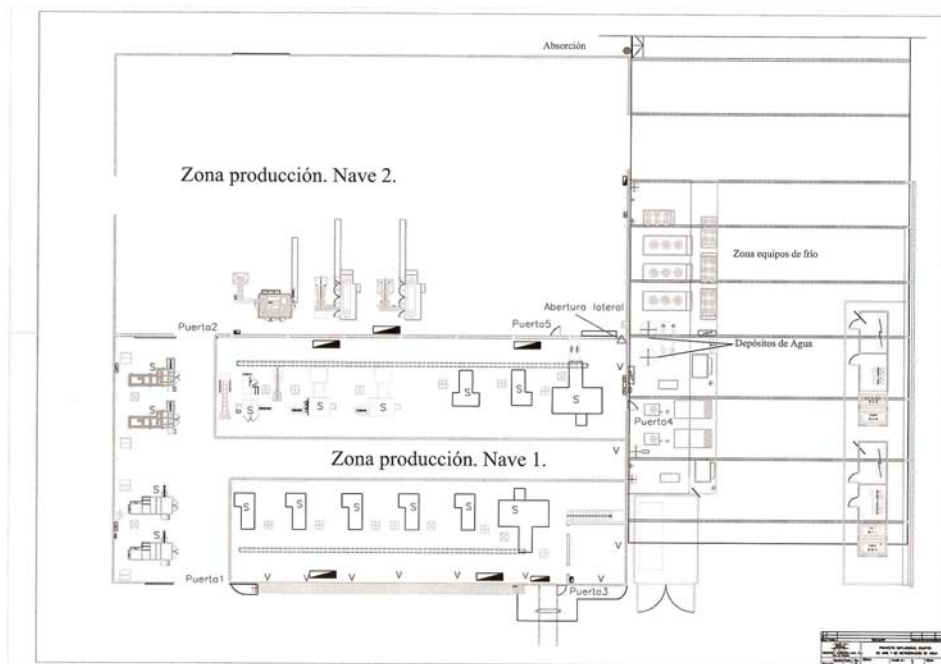 Absorción
Zona producción. Nave 2.
Zona equipos de frío
Abertura lateral
Puerta2
Puerta5
Depósitos de Agua
S
S
S
S
S
S
S
S
S
V
Puerta4
V
Zona producción. Nave 1.
S
S
S
S
S
S
S
S
V
V
V
V
V
V
V
V
Puerta1
Puerta3